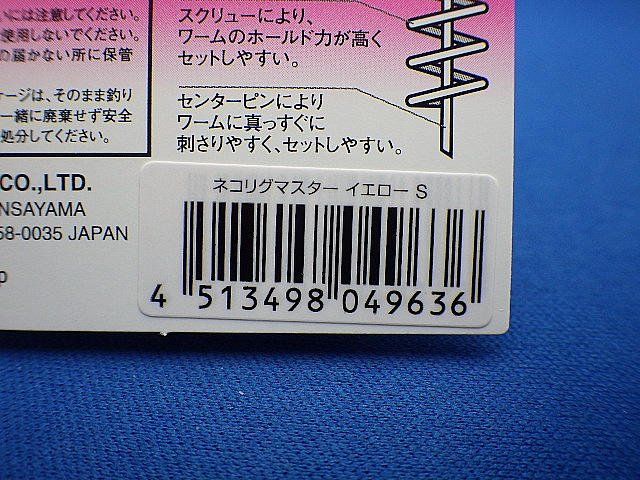 いには注意してください。
使用しないでください。
の届かない所に保管
ージは、そのまま釣り
一緒に廃棄せず安全
処分してください。
スクリューにより、
ワームのホールド力が高く
セットしやすい。
センターピンにより
ワームに真っすぐに
刺さりやすく、セットしやすい。
CO.,LTD.
NSAYAMA
58-0035 JAPAN
p
ネコリグマスター イエロー S
4 513498 049636